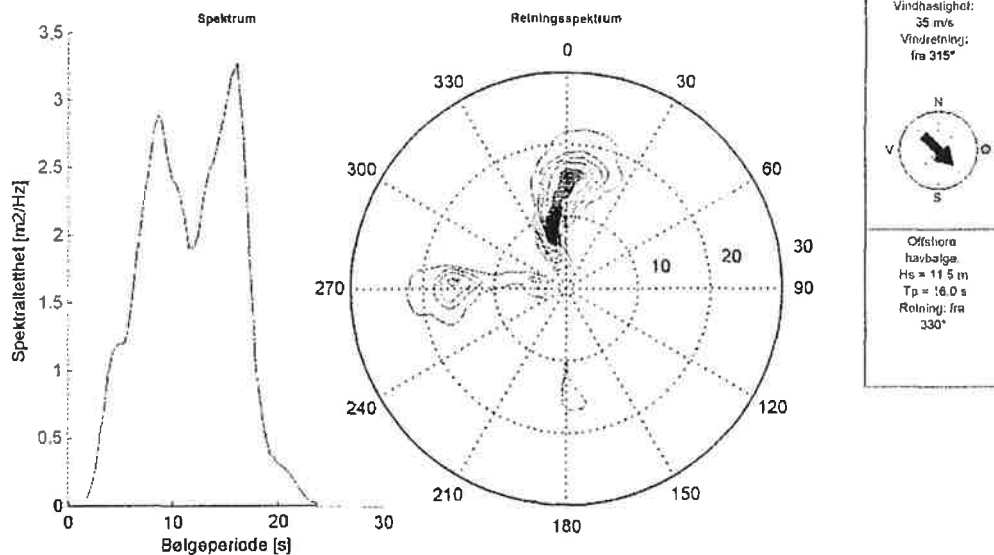 Spektrum
3,5
3
2.5
2
1.5
1
0.5
0
0
10
20
30
Spektraltetthet [m2/Hz]
Bølgeperiode [s]
Retningsspektrum
0
30
60
30
90
120
150
180
210
240
270
300
330
10
20
Vindhastighet:
35 m/s
Vindretning:
fra 315°
N
V
Ø
S
Offshore
havbølge.
Hs = 11.5 m
Tp = 16.0 s
Retning: fra
330°